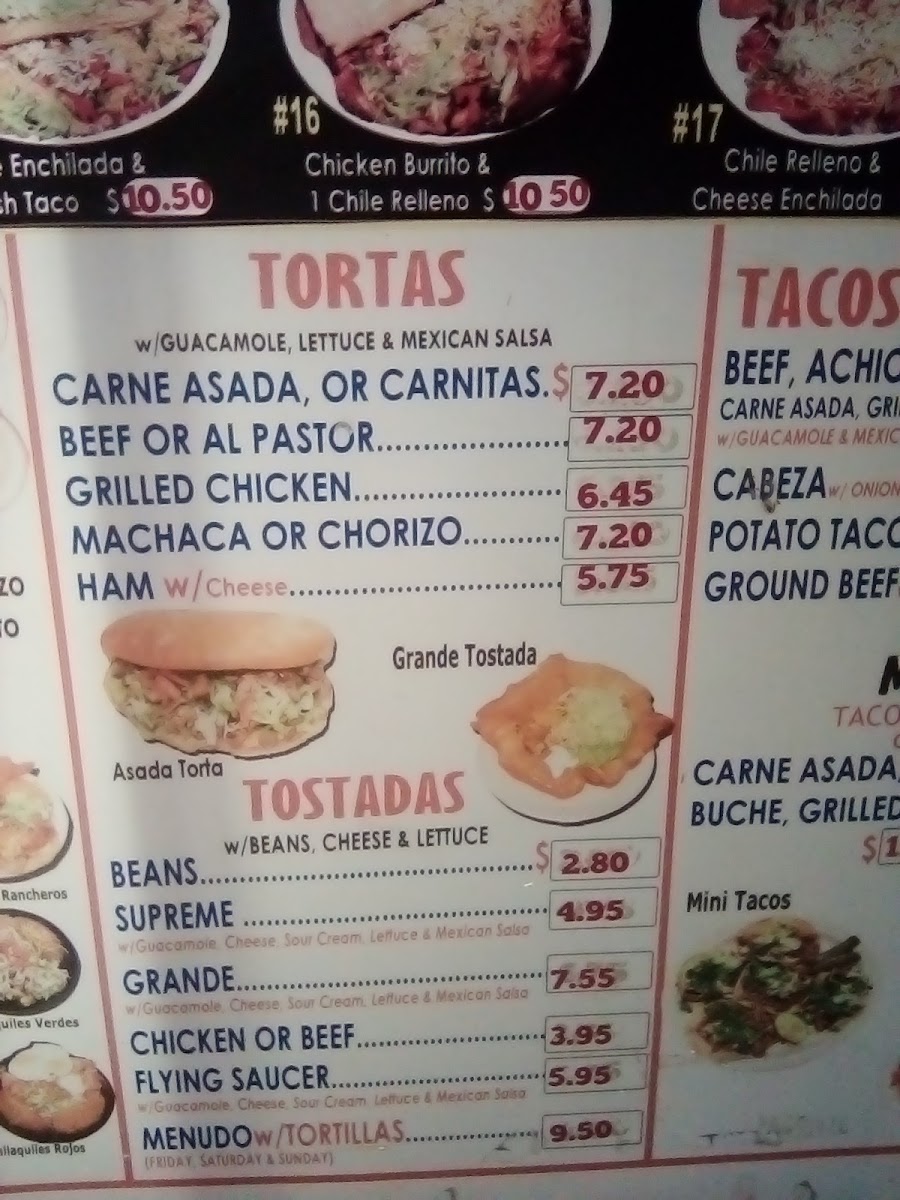 #16
#17
Enchilada &
Taco $10.50
Chicken Burrito &
1 Chile Relleno $10 50
Chile Relleno &
Cheese Enchilada
TORTAS
w/GUACAMOLE, LETTUCE & MEXICAN SALSA
CARNE ASADA, OR CARNITAS.$ 7.20
BEEF OR AL PASTOR................... 7.20
GRILLED CHICKEN...................... 6.45
MACHACA OR CHORIZO.......... 7.20
HAM w/Cheese............................. 5.75
Asada Torta
Grande Tostada
TOSTADAS
w/BEANS, CHEESE & LETTUCE
BEANS....................................$ 2.80
SUPREME ................................. 4.95
w/Guacamole, Cheese, Sour Cream, Lettuce & Mexican Salsa
GRANDE.................................. 7.55
w/Guacamole, Cheese, Sour Cream, Lettuce & Mexican Salsa
CHICKEN OR BEEF..................... 3.95
FLYING SAUCER........................ 5.95
w/Guacamole, Cheese, Sour Cream, Lettuce & Mexican Salsa
MENUDO w/TORTILLAS............... 9.50
(FRIDAY, SATURDAY & SUNDAY)
TACOS
BEEF, ACHIO
CARNE ASADA, GRI
w/GUACAMOLE & MEXIC
CABEZA w/ ONION
POTATO TACO
GROUND BEEF
TACO
CARNE ASADA,
BUCHE, GRILLED
$1
Mini Tacos
ZO
TO
Rancheros
uiles Verdes
ilaquiles Rojos